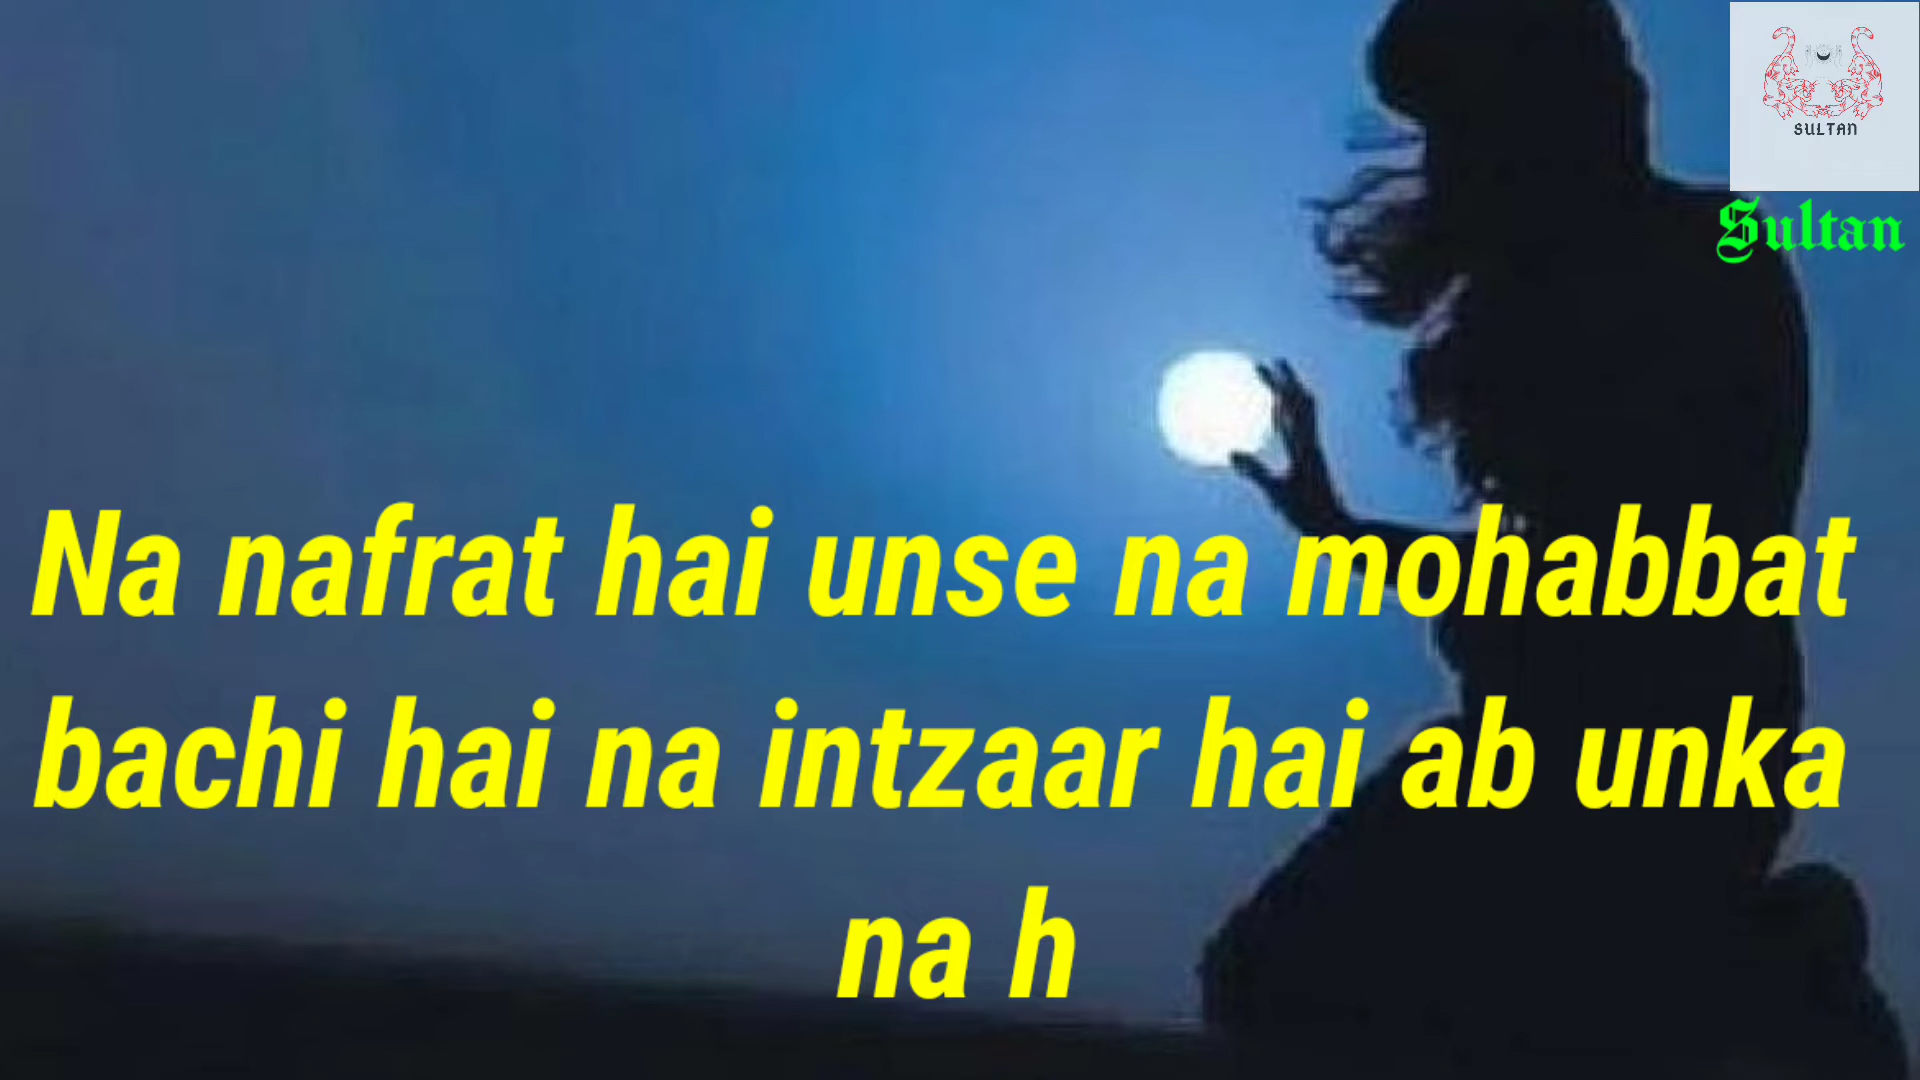 SULTAN
Sultan
Na nafrat hai unse na mohabbat
bachi hai na intzaar hai ab unka
na h